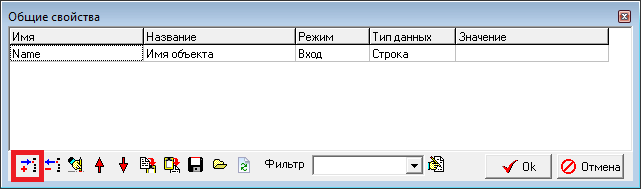 Общие свойства
Имя Название Режим Тип данных Значение
Name Имя объекта Вход Строка
Фильтр Ok Отмена